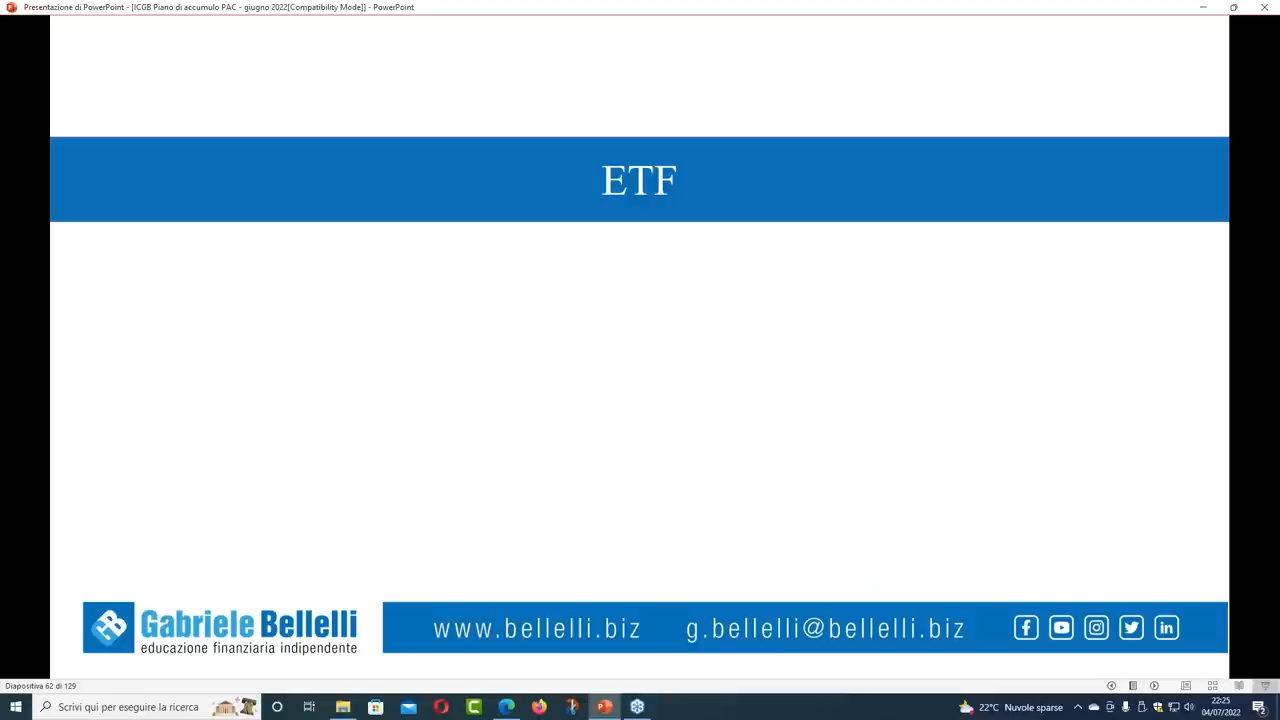 Presentazione di PowerPoint - [ICGB Piano di accumulo PAC - giugno 2022[Compatibility Mode]] - PowerPoint
ETF
Gabriele Bellelli
educazione finanziaria indipendente
www.bellelli.biz
g.bellelli@bellelli.biz
Diapositiva 62 di 129
Scrivi qui per eseguire la ricerca
22°C Nuvole sparse
22:25
04/07/2022
2